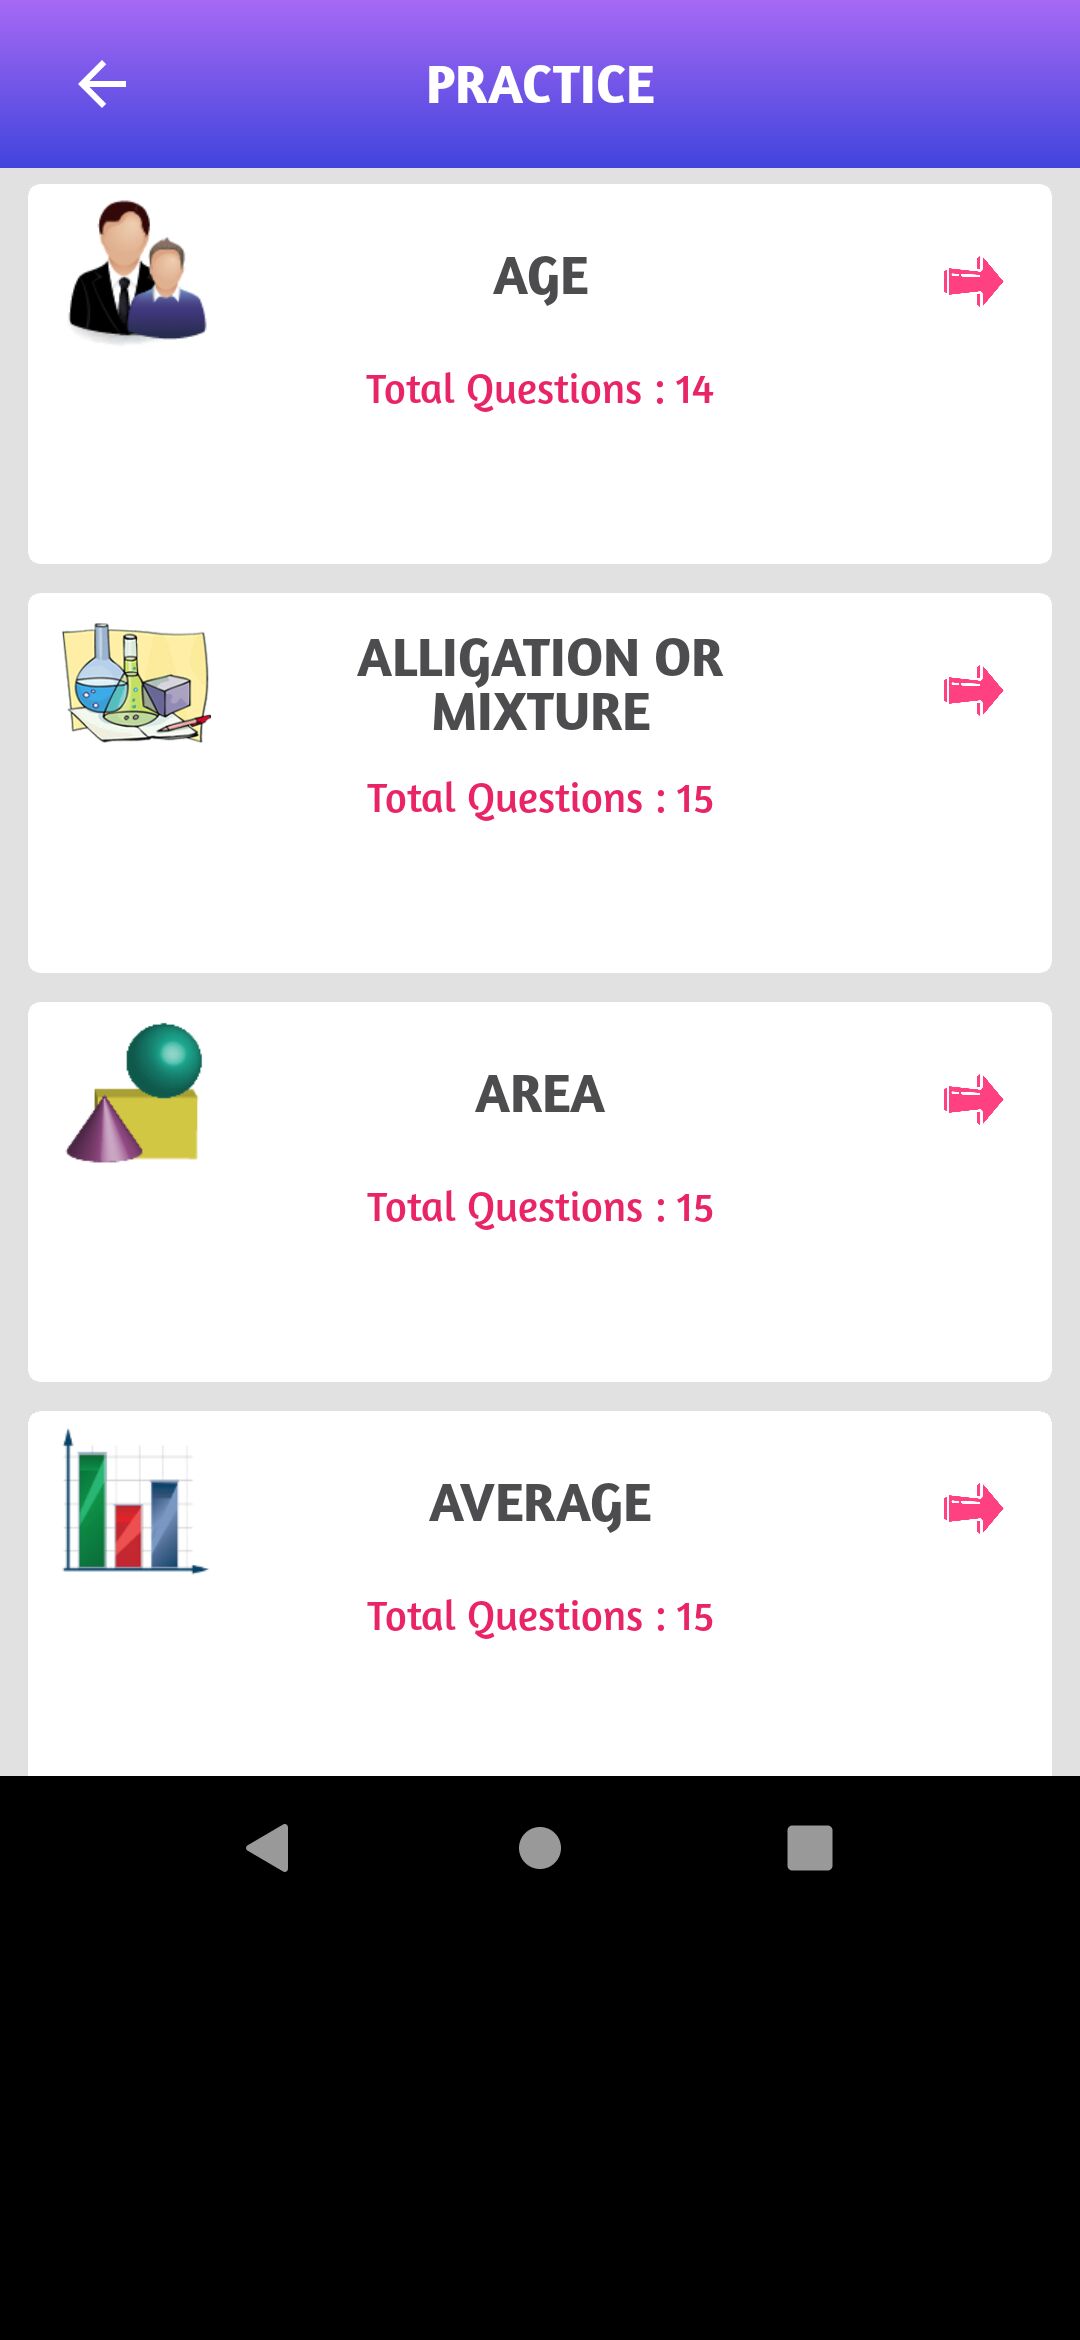 PRACTICE
AGE
Total Questions : 14
ALLIGATION OR
MIXTURE
Total Questions : 15
AREA
Total Questions : 15
AVERAGE
Total Questions : 15